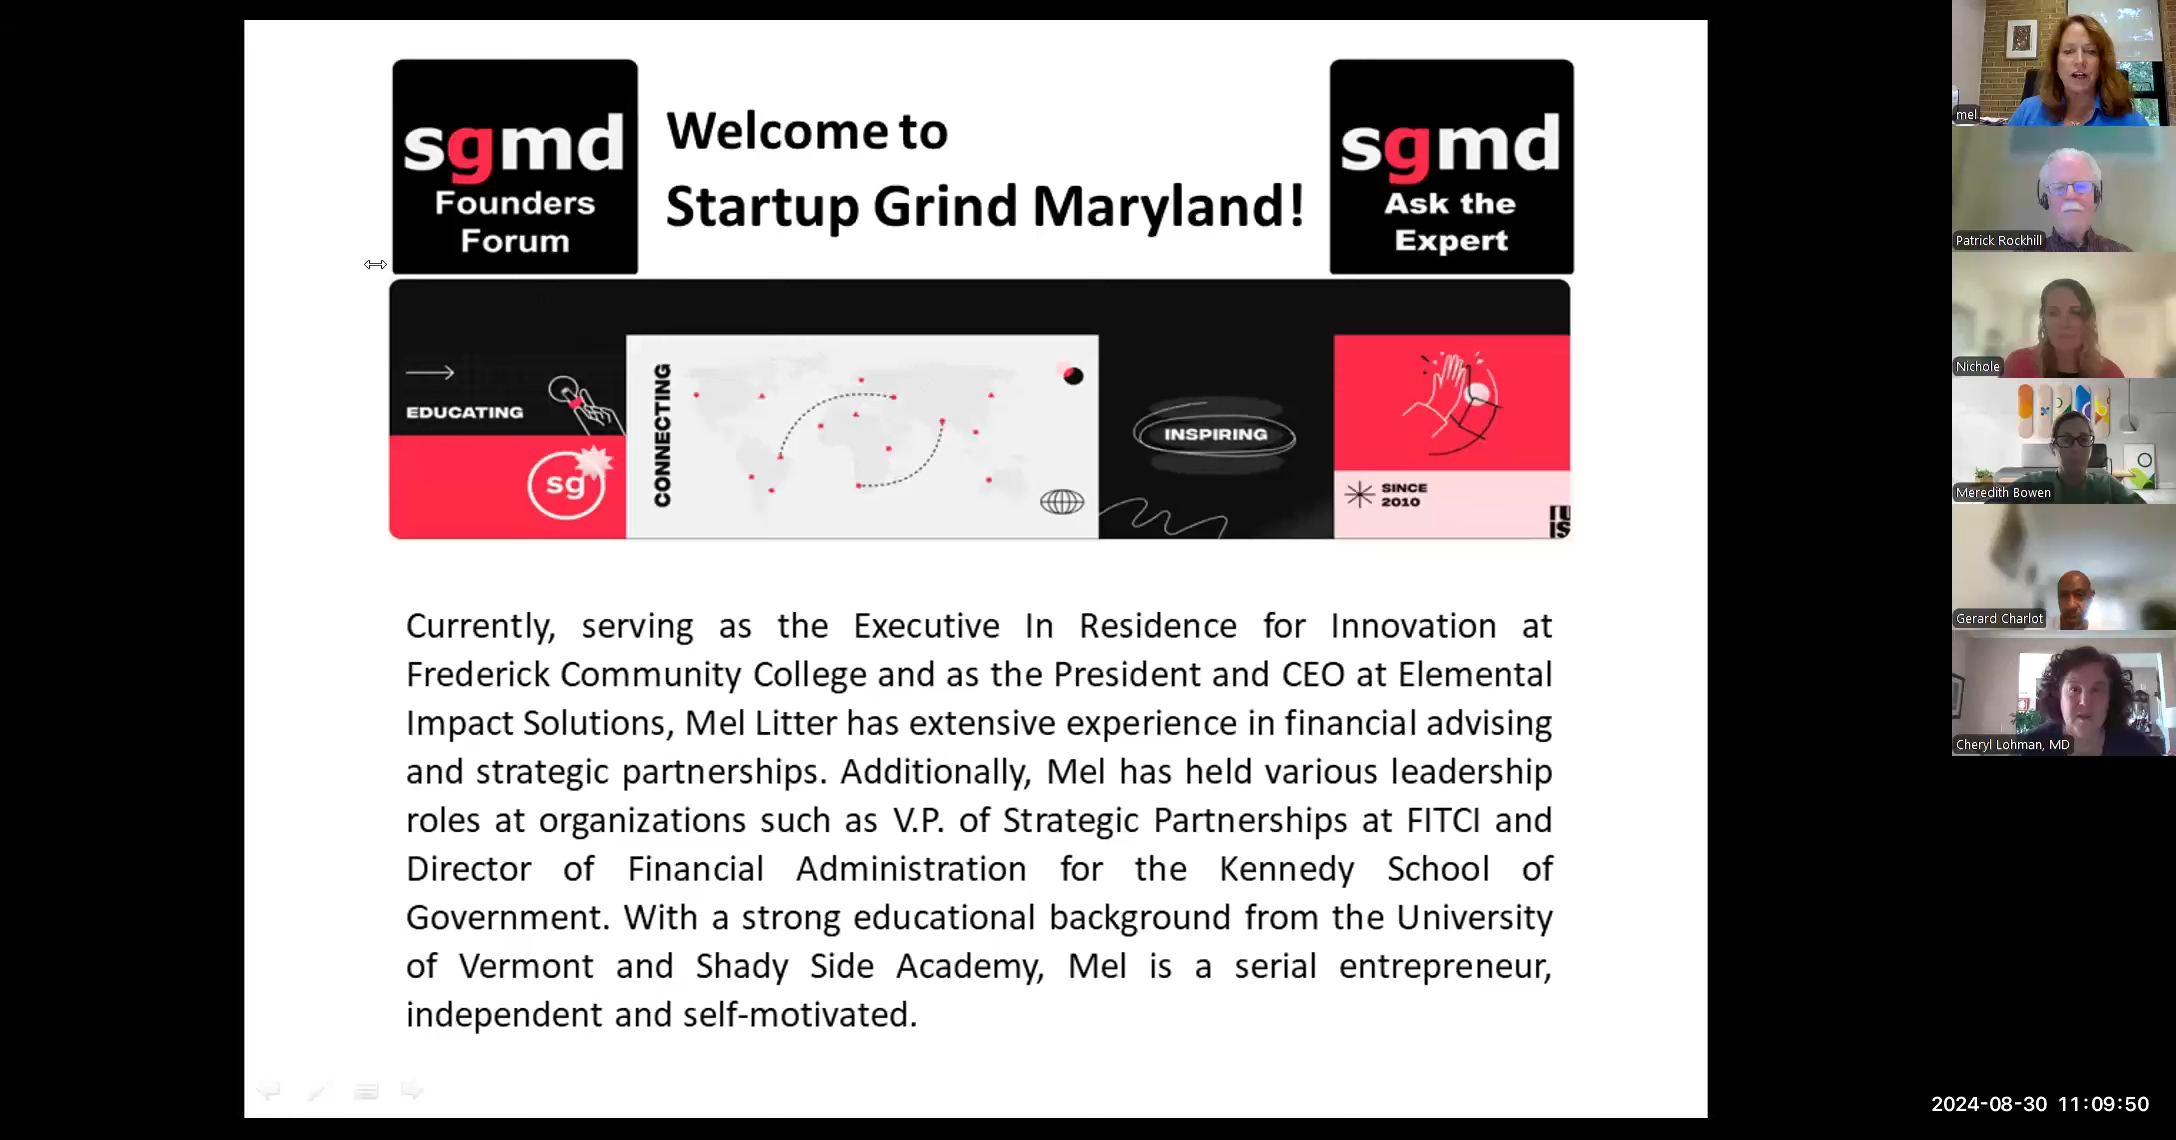 sgmd
Founders
Forum
Welcome to
Startup Grind Maryland!
sgmd
Ask the
Expert
EDUCATING
sg
CONNECTING
INSPIRING
SINCE
2010
Currently, serving as the Executive In Residence for Innovation at
Frederick Community College and as the President and CEO at Elemental
Impact Solutions, Mel Litter has extensive experience in financial advising
and strategic partnerships. Additionally, Mel has held various leadership
roles at organizations such as V.P. of Strategic Partnerships at FITCI and
Director of Financial Administration for the Kennedy School of
Government. With a strong educational background from the University
of Vermont and Shady Side Academy, Mel is a serial entrepreneur,
independent and self-motivated.
mel
Patrick Rockhill
Nichole
Meredith Bowen
Gerard Charlot
Cheryl Lohman, MD
2024-08-30 11:09:50